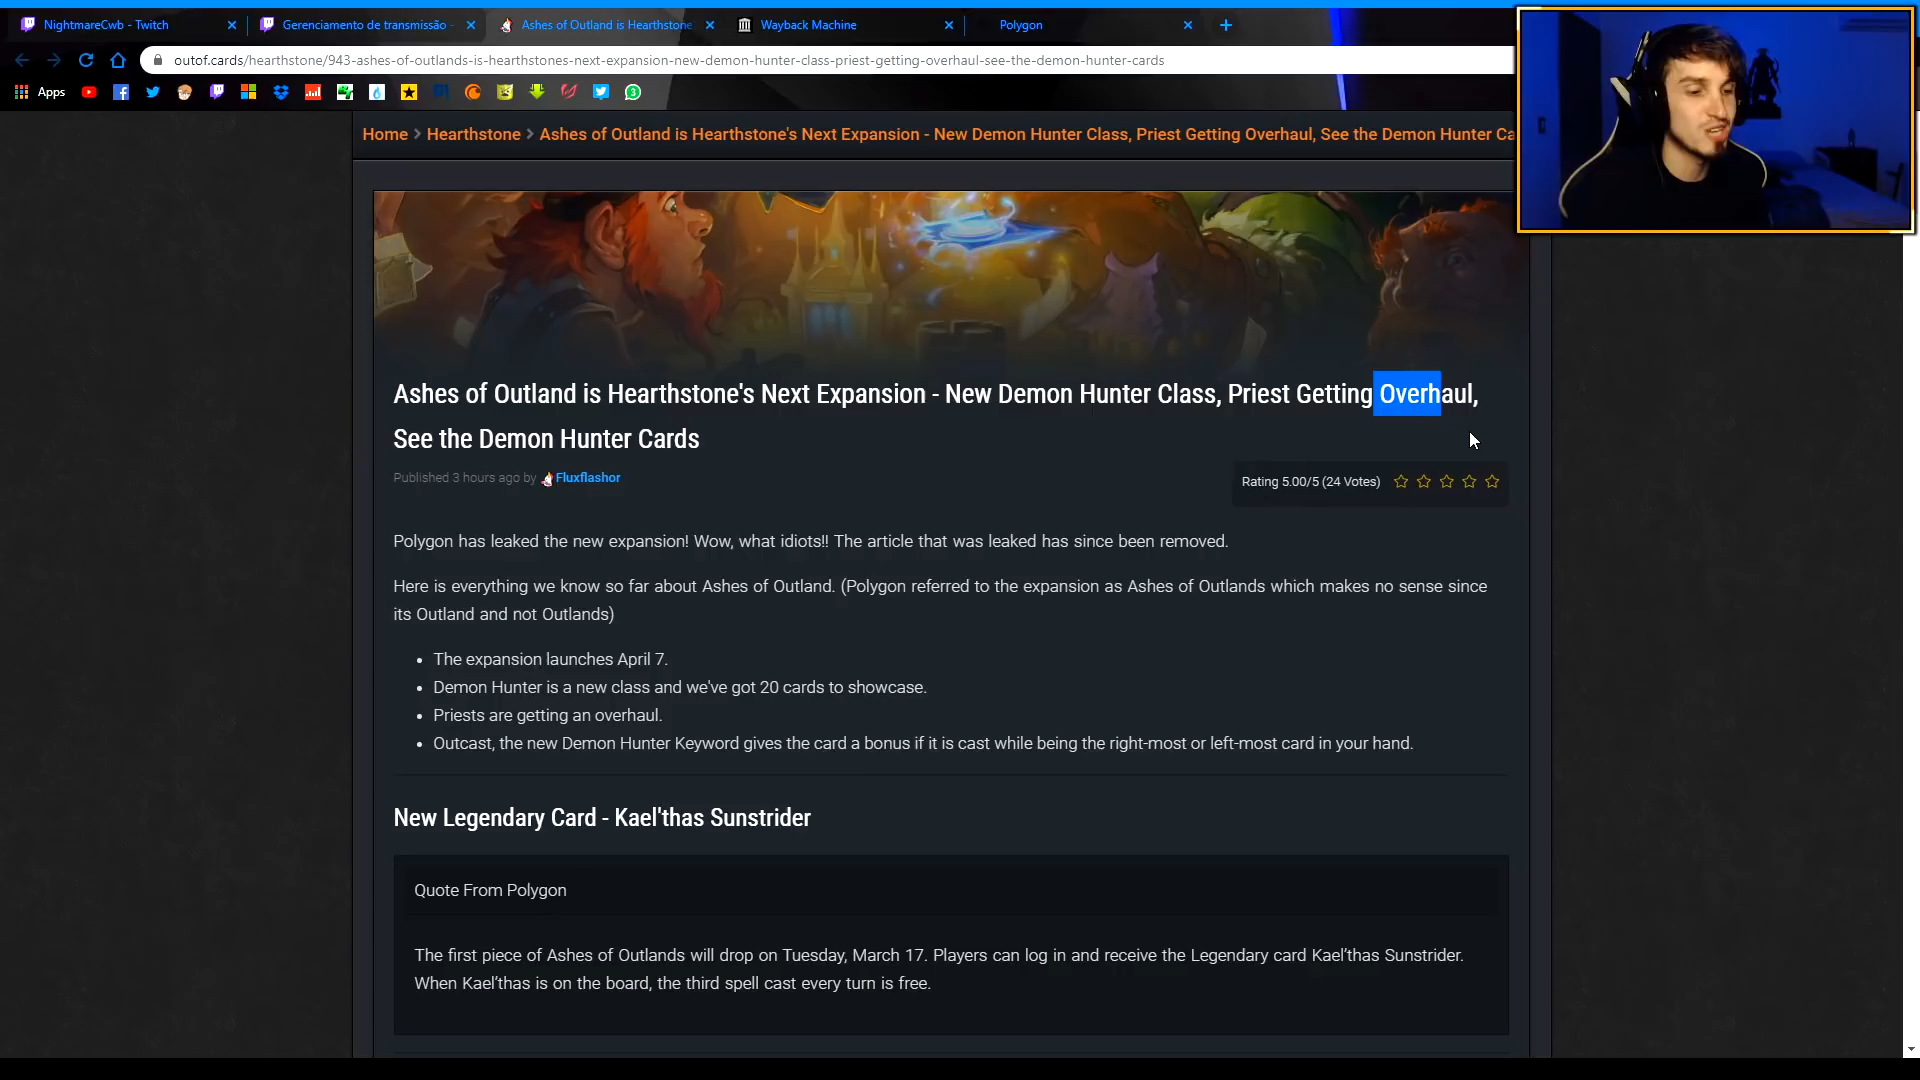 NightmareCwb - Twitch
Gerenciamento de transmissão -
Ashes of Outland is Hearthstone
Wayback Machine
Polygon
outof.cards/hearthstone/943-ashes-of-outlands-is-hearthstones-next-expansion-new-demon-hunter-class-priest-getting-overhaul-see-the-demon-hunter-cards
Apps
Home > Hearthstone > Ashes of Outland is Hearthstone's Next Expansion - New Demon Hunter Class, Priest Getting Overhaul, See the Demon Hunter Ca
Ashes of Outland is Hearthstone's Next Expansion - New Demon Hunter Class, Priest Getting Overhaul,
See the Demon Hunter Cards
Published 3 hours ago by Fluxflashor
Rating 5.00/5 (24 Votes)
Polygon has leaked the new expansion! Wow, what idiots!! The article that was leaked has since been removed.
Here is everything we know so far about Ashes of Outland. (Polygon referred to the expansion as Ashes of Outlands which makes no sense since
its Outland and not Outlands)
• The expansion launches April 7.
• Demon Hunter is a new class and we've got 20 cards to showcase.
• Priests are getting an overhaul.
• Outcast, the new Demon Hunter Keyword gives the card a bonus if it is cast while being the right-most or left-most card in your hand.
New Legendary Card - Kael'thas Sunstrider
Quote From Polygon
The first piece of Ashes of Outlands will drop on Tuesday, March 17. Players can log in and receive the Legendary card Kael’thas Sunstrider.
When Kael’thas is on the board, the third spell cast every turn is free.